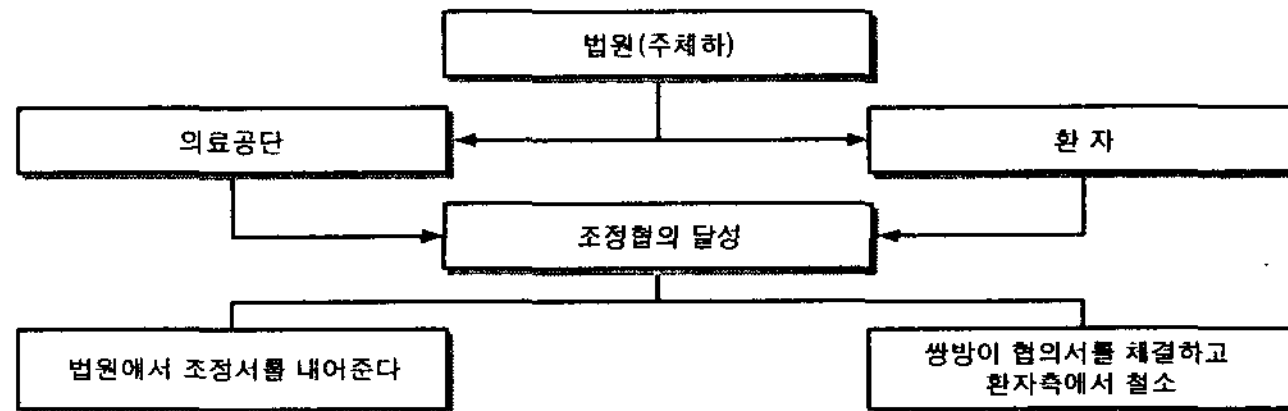 법원(주체하)
의료공단
환 자
조정협의 달성
법원에서 조정서를 내어준다
쌍방이 협의서를 체결하고
환자측에서 철소